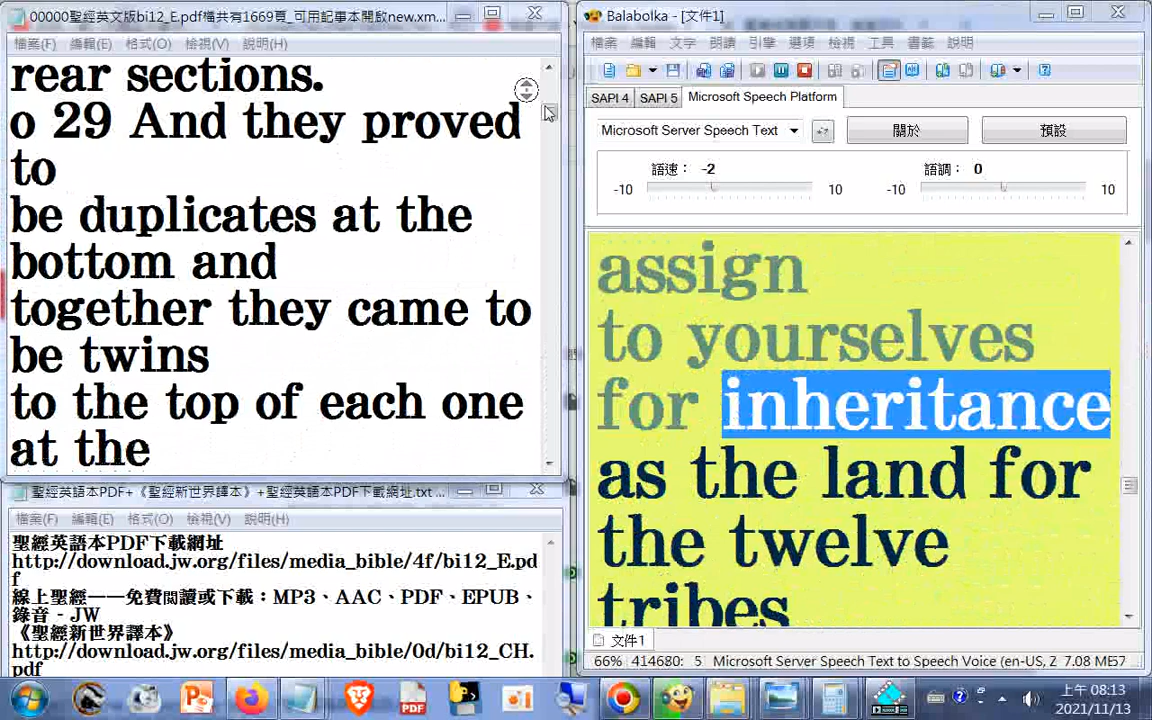 00000聖經英文版bi12_E.pdf檔共有1669頁_可用記事本開啟new.xm...
檔案(F) 編輯(E) 格式(O) 檢視(V) 說明(H)
rear sections.
o 29 And they proved
to
be duplicates at the
bottom and
together they came to
be twins
to the top of each one
at the
聖經英語本PDF+《聖經新世界譯本》+聖經英語本PDF下載網址.txt ...
檔案(F) 編輯(E) 格式(O) 檢視(V) 說明(H)
聖經英語本PDF下載網址
http://download.jw.org/files/media_bible/4f/bi12_E.pd
f
線上聖經——免費閱讀或下載：MP3、AAC、PDF、EPUB、
錄音 - JW
《聖經新世界譯本》
http://download.jw.org/files/media_bible/0d/bi12_CH.
pdf
Balabolka - [文件1]
檔案 編輯 文字 朗讀 引擎 選項 檢視 工具 書籤 說明
SAPI 4 SAPI 5 Microsoft Speech Platform
Microsoft Server Speech Text 關於 預設
語速： -2 語調： 0
-10 10 -10 10
assign
to yourselves
for inheritance
as the land for
the twelve
tribes
文件1
66% 414680: 5 Microsoft Server Speech Text to Speech Voice (en-US, Z 7.08 ME57
上午 08:13
2021/11/13